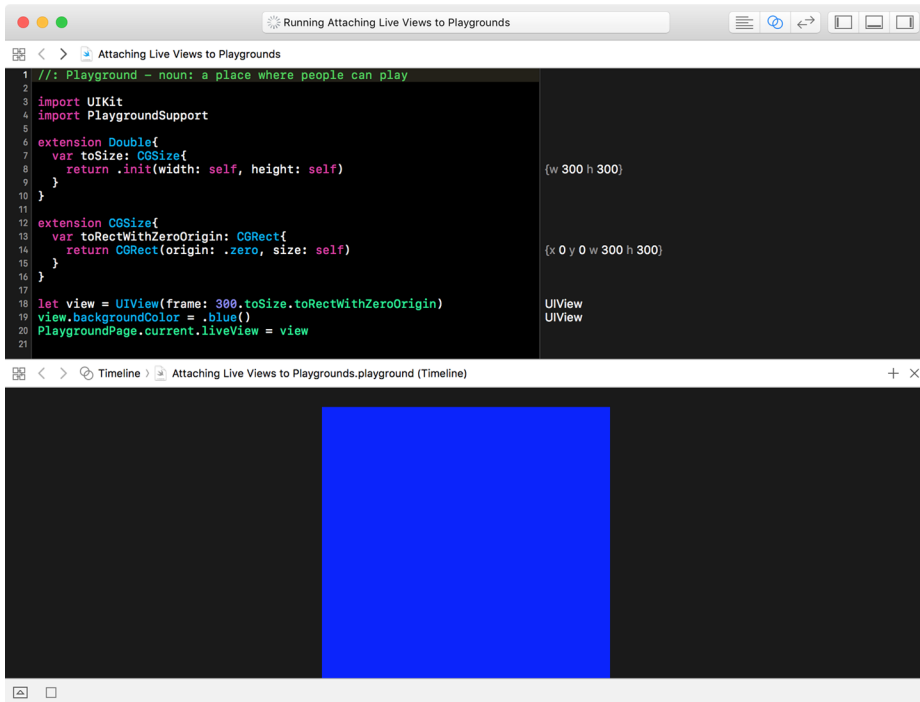 Running Attaching Live Views to Playgrounds
Attaching Live Views to Playgrounds
1 //: Playground – noun: a place where people can play
2
3 import UIKit
4 import PlaygroundSupport
5
6 extension Double{
7 var toSize: CGSize{
8 return .init(width: self, height: self) {w 300 h 300}
9 }
10 }
11
12 extension CGSize{
13 var toRectWithZeroOrigin: CGRect{
14 return CGRect(origin: .zero, size: self) {x 0 y 0 w 300 h 300}
15 }
16 }
17
18 let view = UIView(frame: 300.toSize.toRectWithZeroOrigin) UIView
19 view.backgroundColor = .blue() UIView
20 PlaygroundPage.current.liveView = view
21
Timeline 〉 Attaching Live Views to Playgrounds.playground (Timeline)